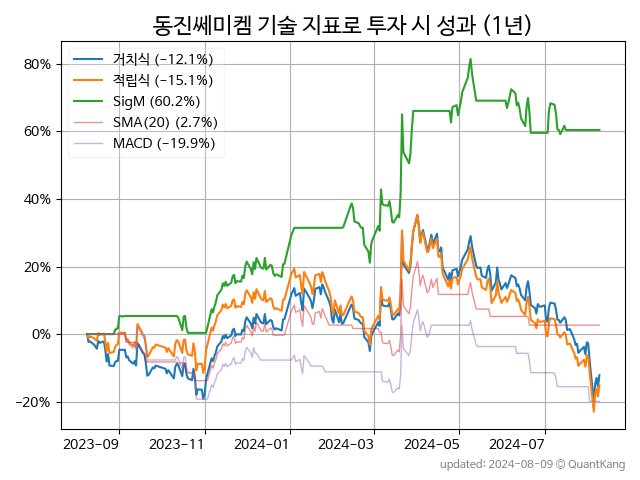 동진쎄미켐 기술 지표로 투자 시 성과 (1년)
거치식 (−12.1%)
적립식 (−15.1%)
SigM (60.2%)
SMA(20) (2.7%)
MACD (−19.9%)
80%
60%
40%
20%
0%
−20%
2023-09
2023-11
2024-01
2024-03
2024-05
2024-07
updated: 2024-08-09 © QuantKang